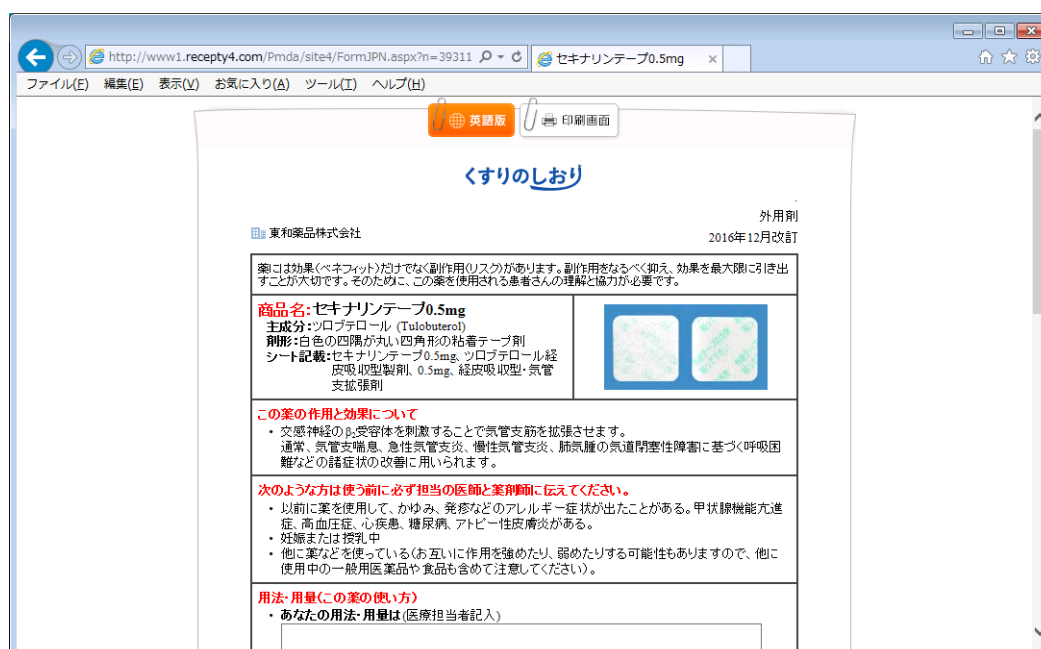 http://www1.recepty4.com/Pmda/site4/FormJPN.aspx?n=39311
セキナリンテープ0.5mg
ファイル(F) 編集(E) 表示(V) お気に入り(A) ツール(T) ヘルプ(H)
英語版
印刷画面
くすりのしおり
外用剤
東和薬品株式会社
2016年12月改訂
薬には効果(ベネフィット)だけでなく副作用(リスク)があります。副作用をなるべく抑え、効果を最大限に引き出
すことが大切です。そのために、この薬を使用される患者さんの理解と協力が必要です。
商品名:セキナリンテープ0.5mg
主成分:ツロブテロール (Tulobuterol)
剤形:白色の四隅が丸い四角形の粘着テープ剤
シート記載:セキナリンテープ0.5mg、ツロブテロール経
皮吸収型製剤、0.5mg、経皮吸収型・気管
支拡張剤
この薬の作用と効果について
・ 交感神経のβ2受容体を刺激することで気管支筋を拡張させます。
通常、気管支喘息、急性気管支炎、慢性気管支炎、肺気腫の気道閉塞性障害に基づく呼吸困
難などの諸症状の改善に用いられます。
次のような方は使う前に必ず担当の医師と薬剤師に伝えてください。
・ 以前に薬を使用して、かゆみ、発疹などのアレルギー症状が出たことがある。甲状腺機能亢進
症、高血圧症、心疾患、糖尿病、アトピー性皮膚炎がある。
・ 妊娠または授乳中
・ 他に薬などを使っている(お互いに作用を強めたり、弱めたりする可能性もありますので、他に
使用中の一般用医薬品や食品も含めて注意してください)。
用法・用量(この薬の使い方)
・ あなたの用法・用量は(医療担当者記入)